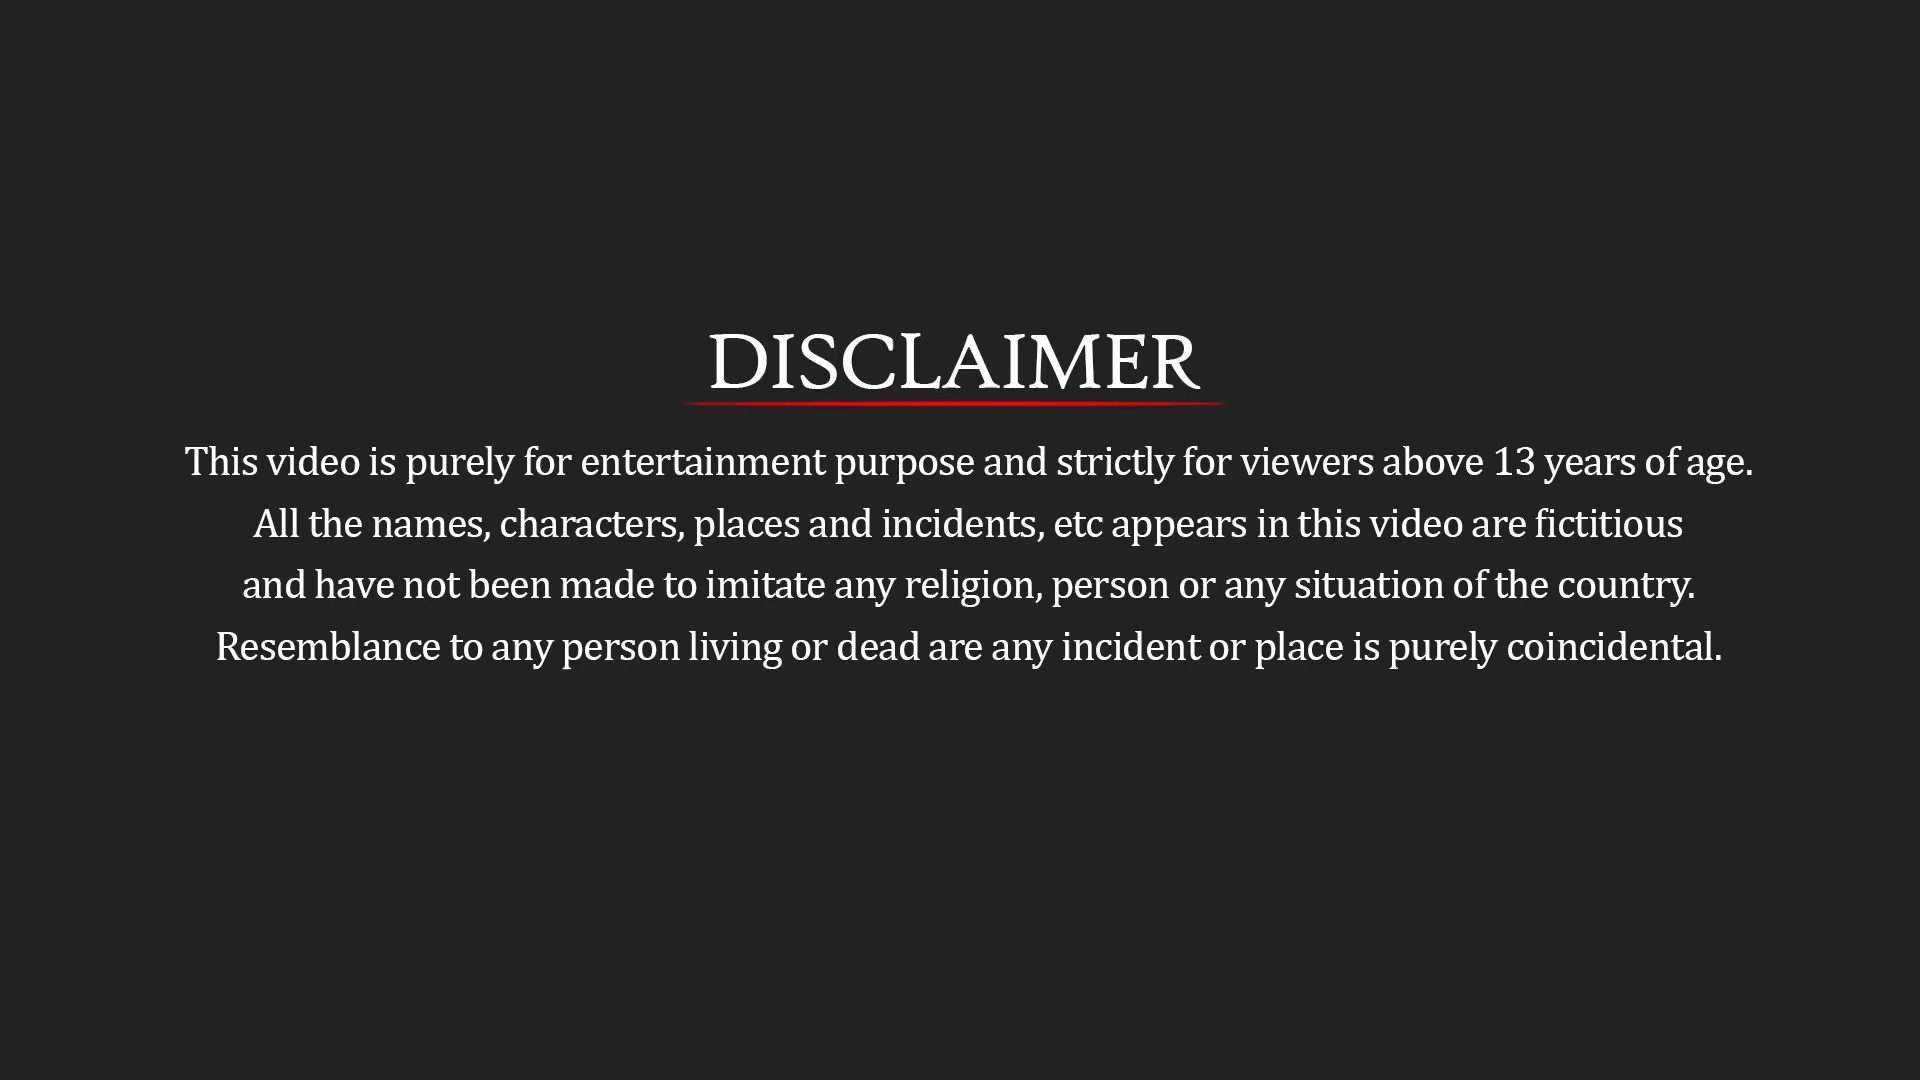 DISCLAIMER
This video is purely for entertainment purpose and strictly for viewers above 13 years of age.
All the names, characters, places and incidents, etc appears in this video are fictitious
and have not been made to imitate any religion, person or any situation of the country.
Resemblance to any person living or dead are any incident or place is purely coincidental.